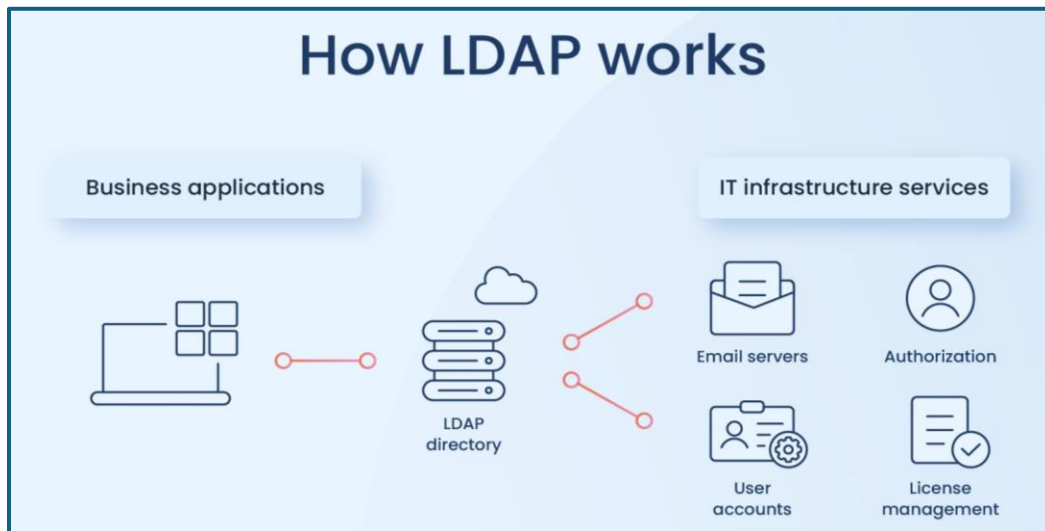 How LDAP works
Business applications
IT infrastructure services
LDAP
directory
Email servers
Authorization
User
accounts
License
management